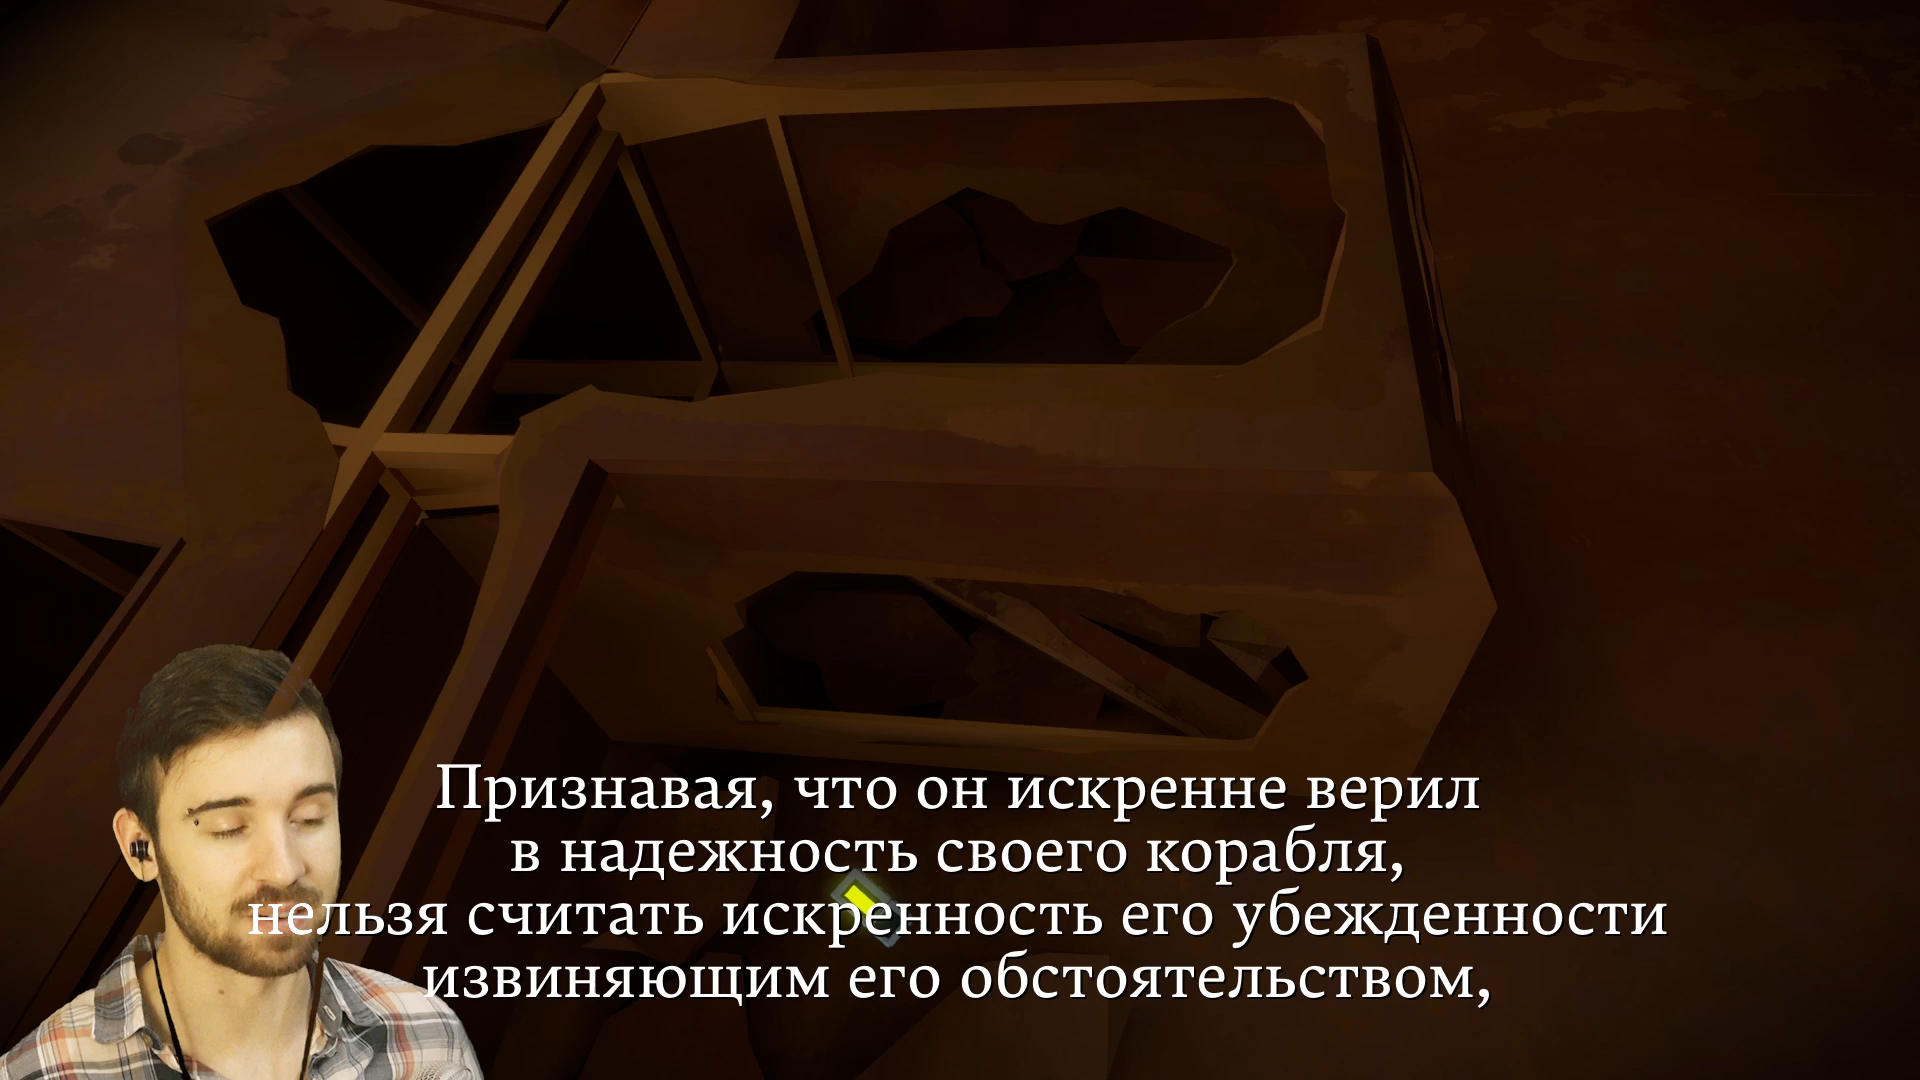 Признавая, что он искренне верил
в надежность своего корабля,
нельзя считать искренность его убежденности
извиняющим его обстоятельством,